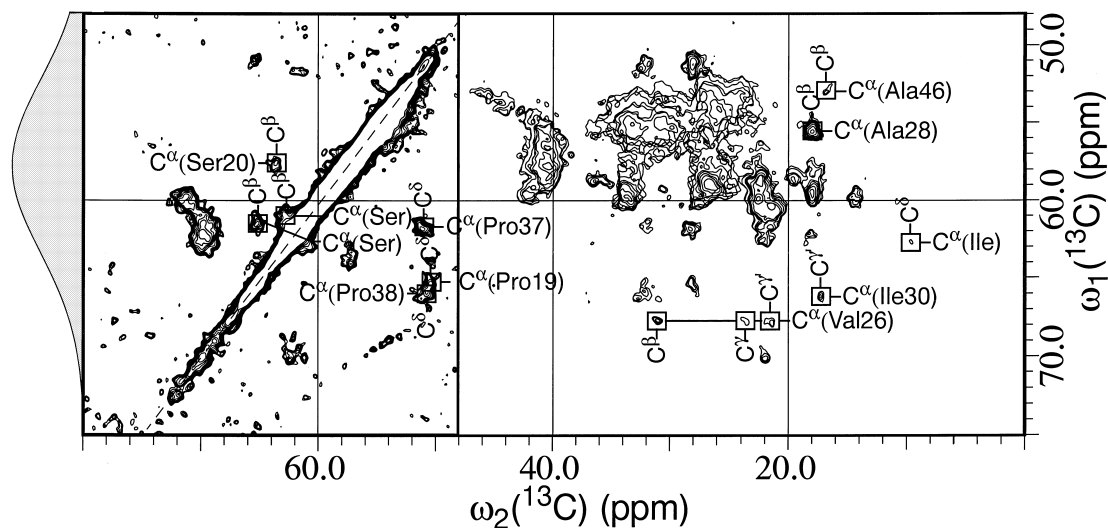 50.0
60.0
70.0
ω₁(¹³C) (ppm)
Cβ
Cα(Ala46)
Cβ
Cα(Ala28)
Cα(Ser20)
Cβ
Cβ
Cβ
Cα(Ser)
Cα(Ser)
Cδ
Cα(Pro37)
Cδ
Cα(Ile)
Cδ
Cα(Pro19)
Cα(Pro38)
Cδ
Cγ
Cα(Ile30)
Cγ
Cα(Val26)
Cβ
Cγ
60.0
40.0
20.0
ω₂(¹³C) (ppm)